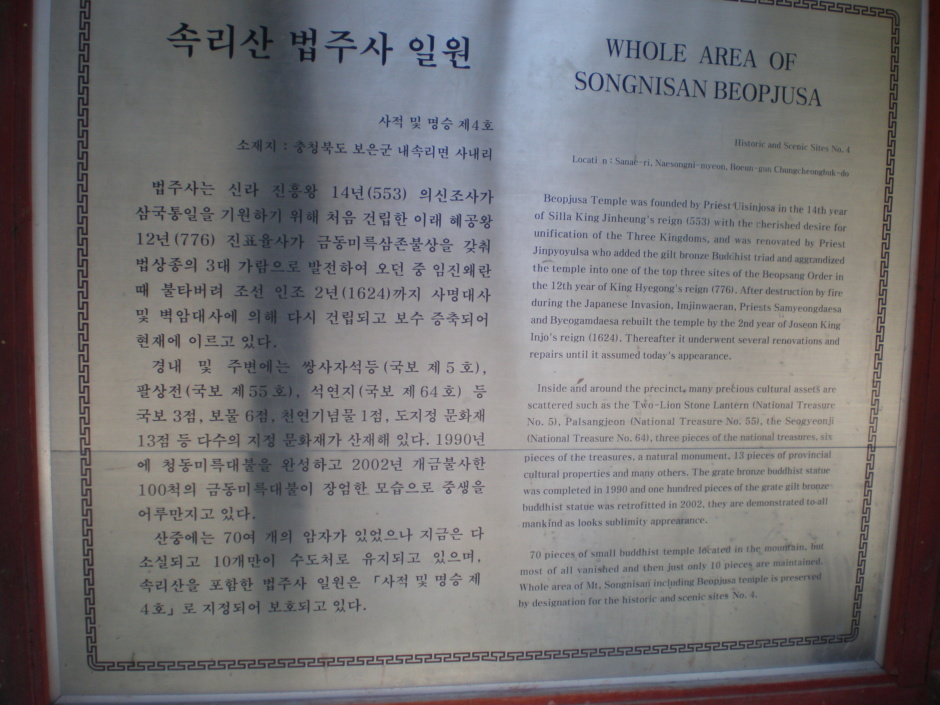 속리산 법주사 일원
사적 및 명승 제4호
소재지 : 충청북도 보은군 내속리면 사내리
법주사는 신라 진흥왕 14년(553) 의신조사가
삼국통일을 기원하기 위해 처음 건립한 이래 혜공왕
12년(776) 진표율사가 금동미륵삼존불상을 갖춰
법상종의 3대 가람으로 발전하여 오던 중 임진왜란
때 불타버려 조선 인조 2년(1624)까지 사명대사
및 벽암대사에 의해 다시 건립되고 보수 증축되어
현재에 이르고 있다.
경내 및 주변에는 쌍사자석등(국보 제5호),
팔상전(국보 제55호), 석연지(국보 제64호) 등
국보 3점, 보물 6점, 천연기념물 1점, 도지정 문화재
13점 등 다수의 지정 문화재가 산재해 있다. 1990년
에 청동미륵대불을 완성하고 2002년 개금불사한
100척의 금동미륵대불이 장엄한 모습으로 중생을
어루만지고 있다.
산중에는 70여 개의 암자가 있었으나 지금은 다
소실되고 10개만이 수도처로 유지되고 있으며,
속리산을 포함한 법주사 일원은 「사적 및 명승 제
4호」로 지정되어 보호되고 있다.
WHOLE AREA OF
SONGNISAN BEOPJUSA
Historic and Scenic Sites No. 4
Locati n : Sanae-ri, Naesongni-myeon, Boeun-gun Chungcheongbuk-do
Beopjusa Temple was founded by Priest Uisinjosa in the 14th year
of Silla King Jinheung's reign (553) with the cherished desire for
unification of the Three Kingdoms, and was renovated by Priest
Jinpyoyulsa who added the gilt bronze Buddhist triad and aggrandized
the temple into one of the top three sites of the Beopsang Order in
the 12th year of King Hyegong's reign (776). After destruction by fire
during the Japanese Invasion, Imjinwaeran, Priests Samyeongdaesa
and Byeogamdaesa rebuilt the temple by the 2nd year of Joseon King
Injo's reign (1624). Thereafter it underwent several renovations and
repairs until it assumed today's appearance.
Inside and around the precinct, many precious cultural assets are
scattered such as the Two-Lion Stone Lantern (National Treasure
No. 5), Palsangjeon (National Treasure No. 55), the Seogyeonji
(National Treasure No. 64), three pieces of the national treasures, six
pieces of the treasures, a natural monument, 13 pieces of provincial
cultural properties and many others. The grate bronze buddhist statue
was completed in 1990 and one hundred pieces of the grate gilt bronze
buddhist statue was retrofitted in 2002, they are demonstrated to all
mankind as looks sublimity apprearance.
70 pieces of small buddhist temple located in the mountain, but
most of all vanished and then just only 10 pieces are maintained.
Whole area of Mt. Songnisan including Beopjusa temple is preserved
by designation for the historic and scenic sites No. 4.